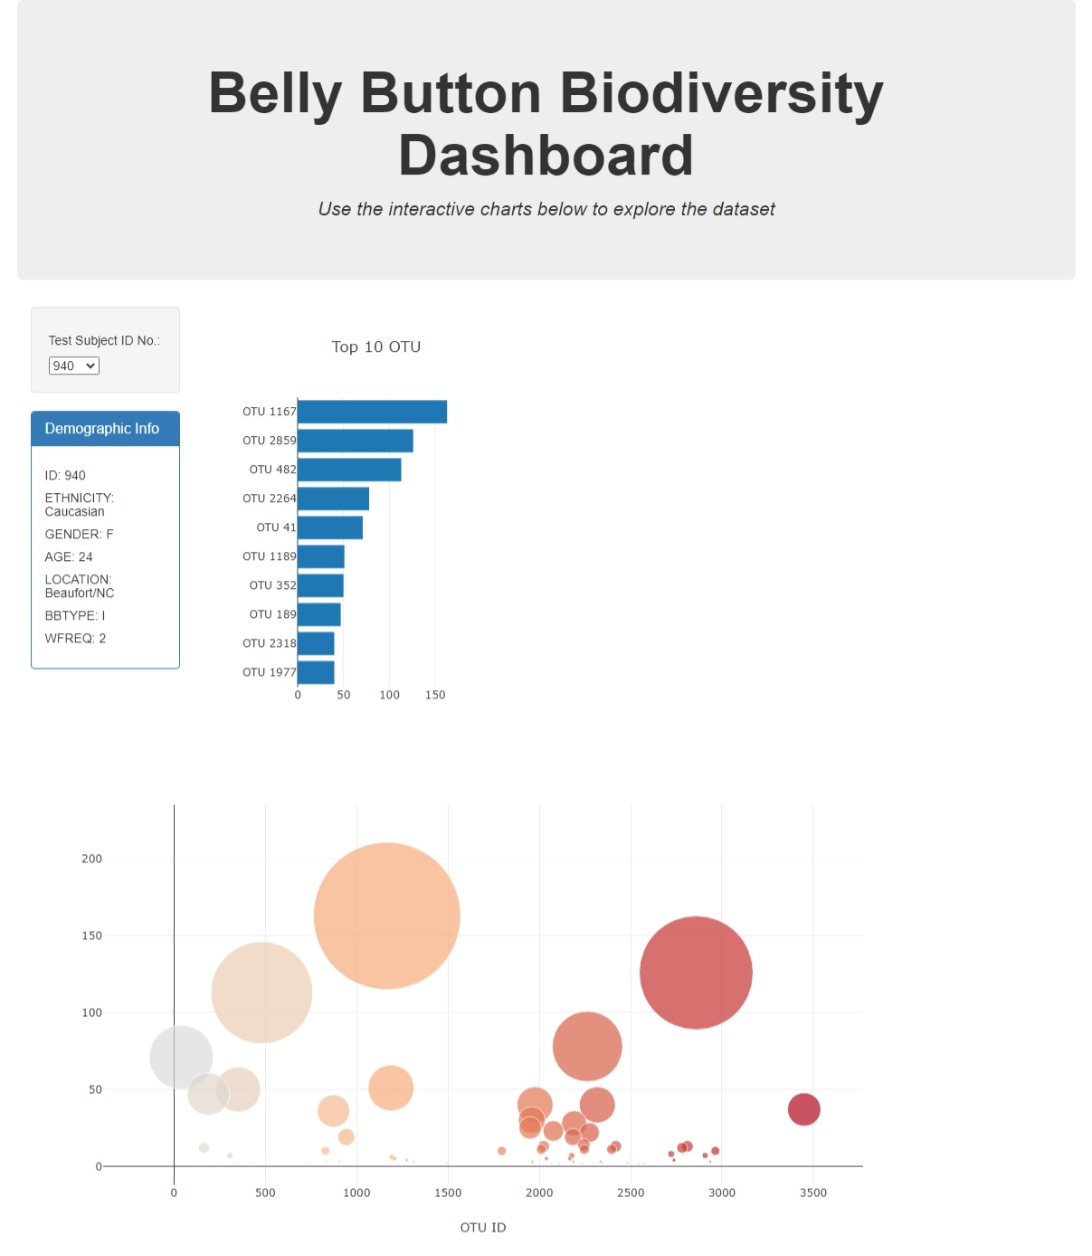 Belly Button Biodiversity
Dashboard
Use the interactive charts below to explore the dataset
Test Subject ID No.:
940
Demographic Info
ID: 940
ETHNICITY:
Caucasian
GENDER: F
AGE: 24
LOCATION:
Beaufort/NC
BBTYPE: I
WFREQ: 2
Top 10 OTU
OTU 1167
OTU 2859
OTU 482
OTU 2264
OTU 41
OTU 1189
OTU 352
OTU 189
OTU 2318
OTU 1977
0 50 100 150
200
150
100
50
0
0 500 1000 1500 2000 2500 3000 3500
OTU ID